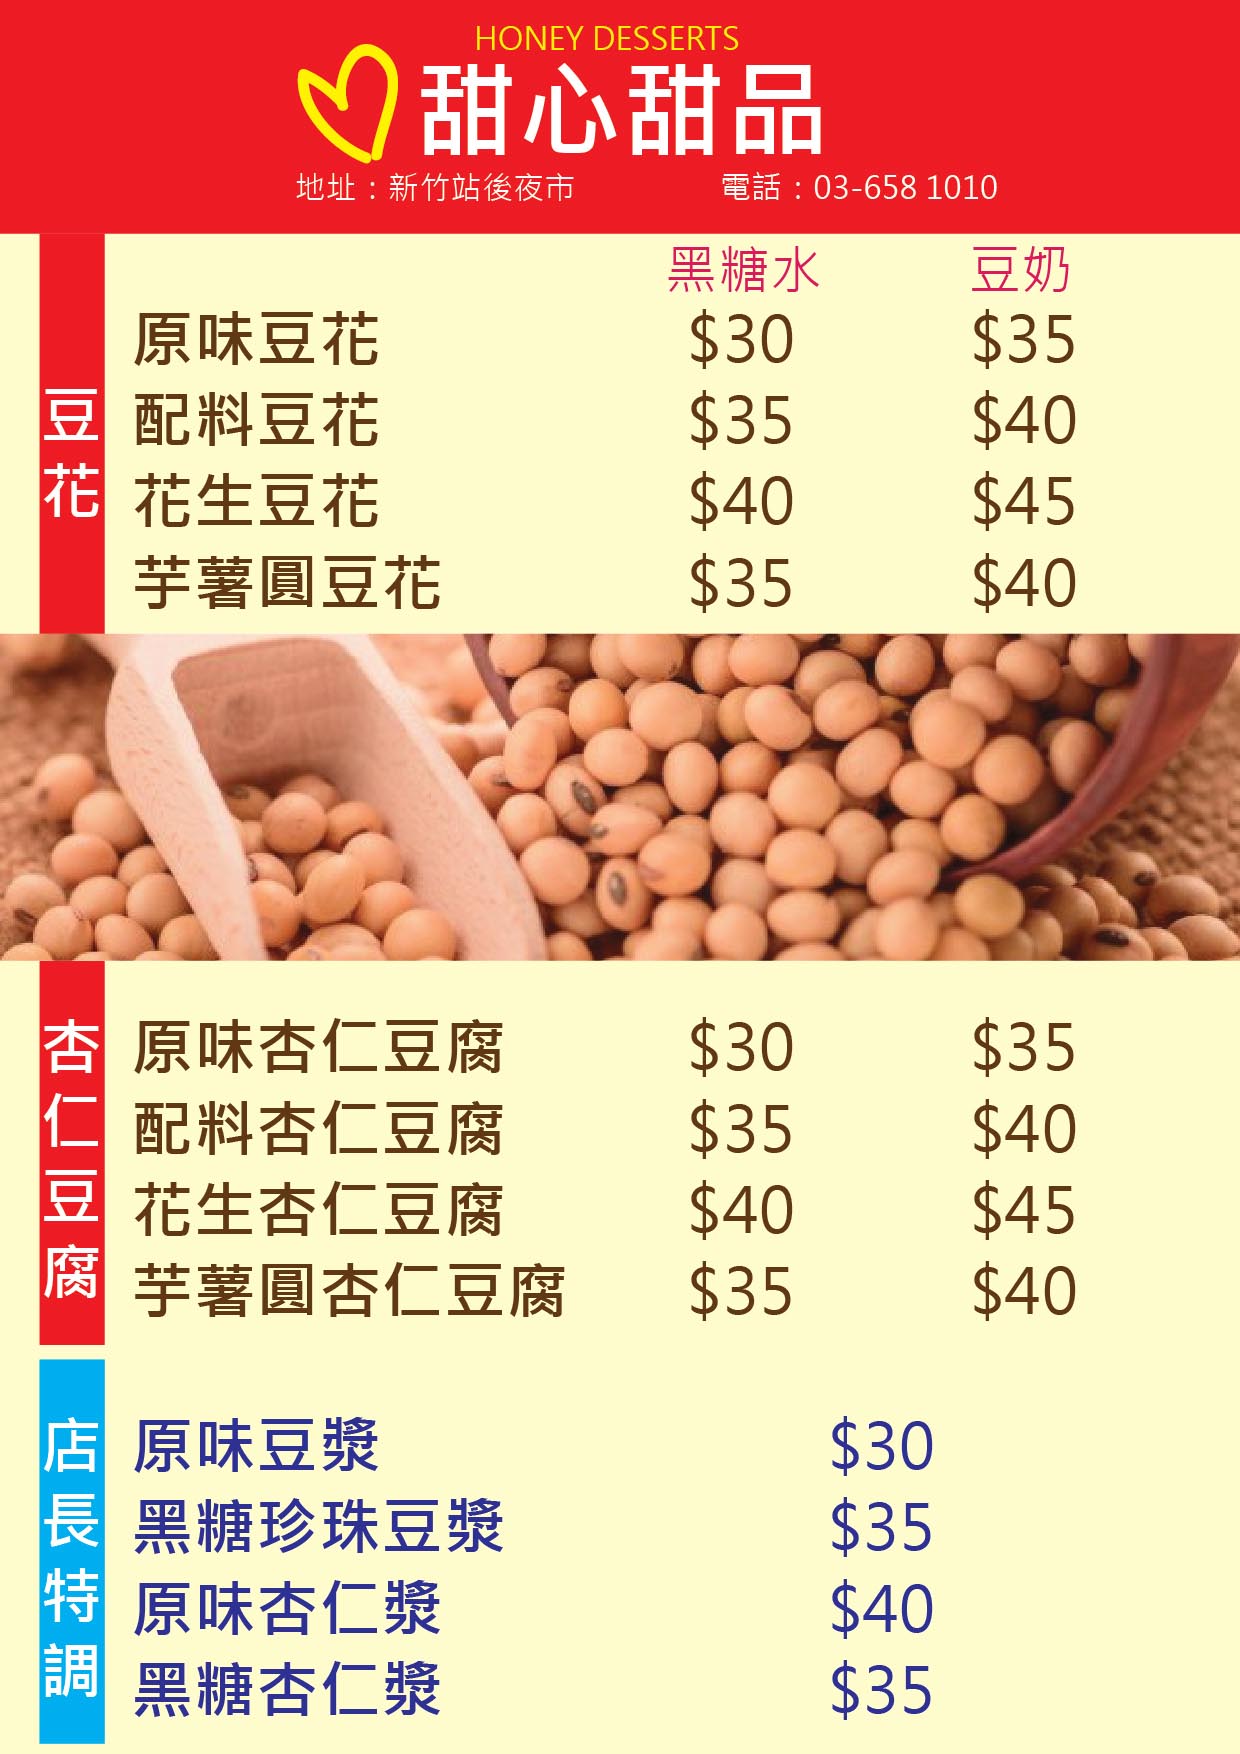 HONEY DESSERTS
甜心甜品
地址：新竹站後夜市 電話：03-658 1010
黑糖水 豆奶
豆花
原味豆花 $30 $35
配料豆花 $35 $40
花生豆花 $40 $45
芋薯圓豆花 $35 $40
杏仁豆腐
原味杏仁豆腐 $30 $35
配料杏仁豆腐 $35 $40
花生杏仁豆腐 $40 $45
芋薯圓杏仁豆腐 $35 $40
店長特調
原味豆漿 $30
黑糖珍珠豆漿 $35
原味杏仁漿 $40
黑糖杏仁漿 $35